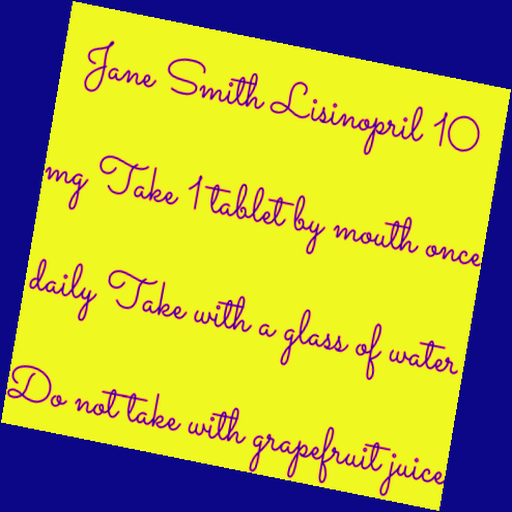 Jane Smith Lisinopril 10
mg Take 1 tablet by mouth once
daily Take with a glass of water
Do not take with grapefruit juice